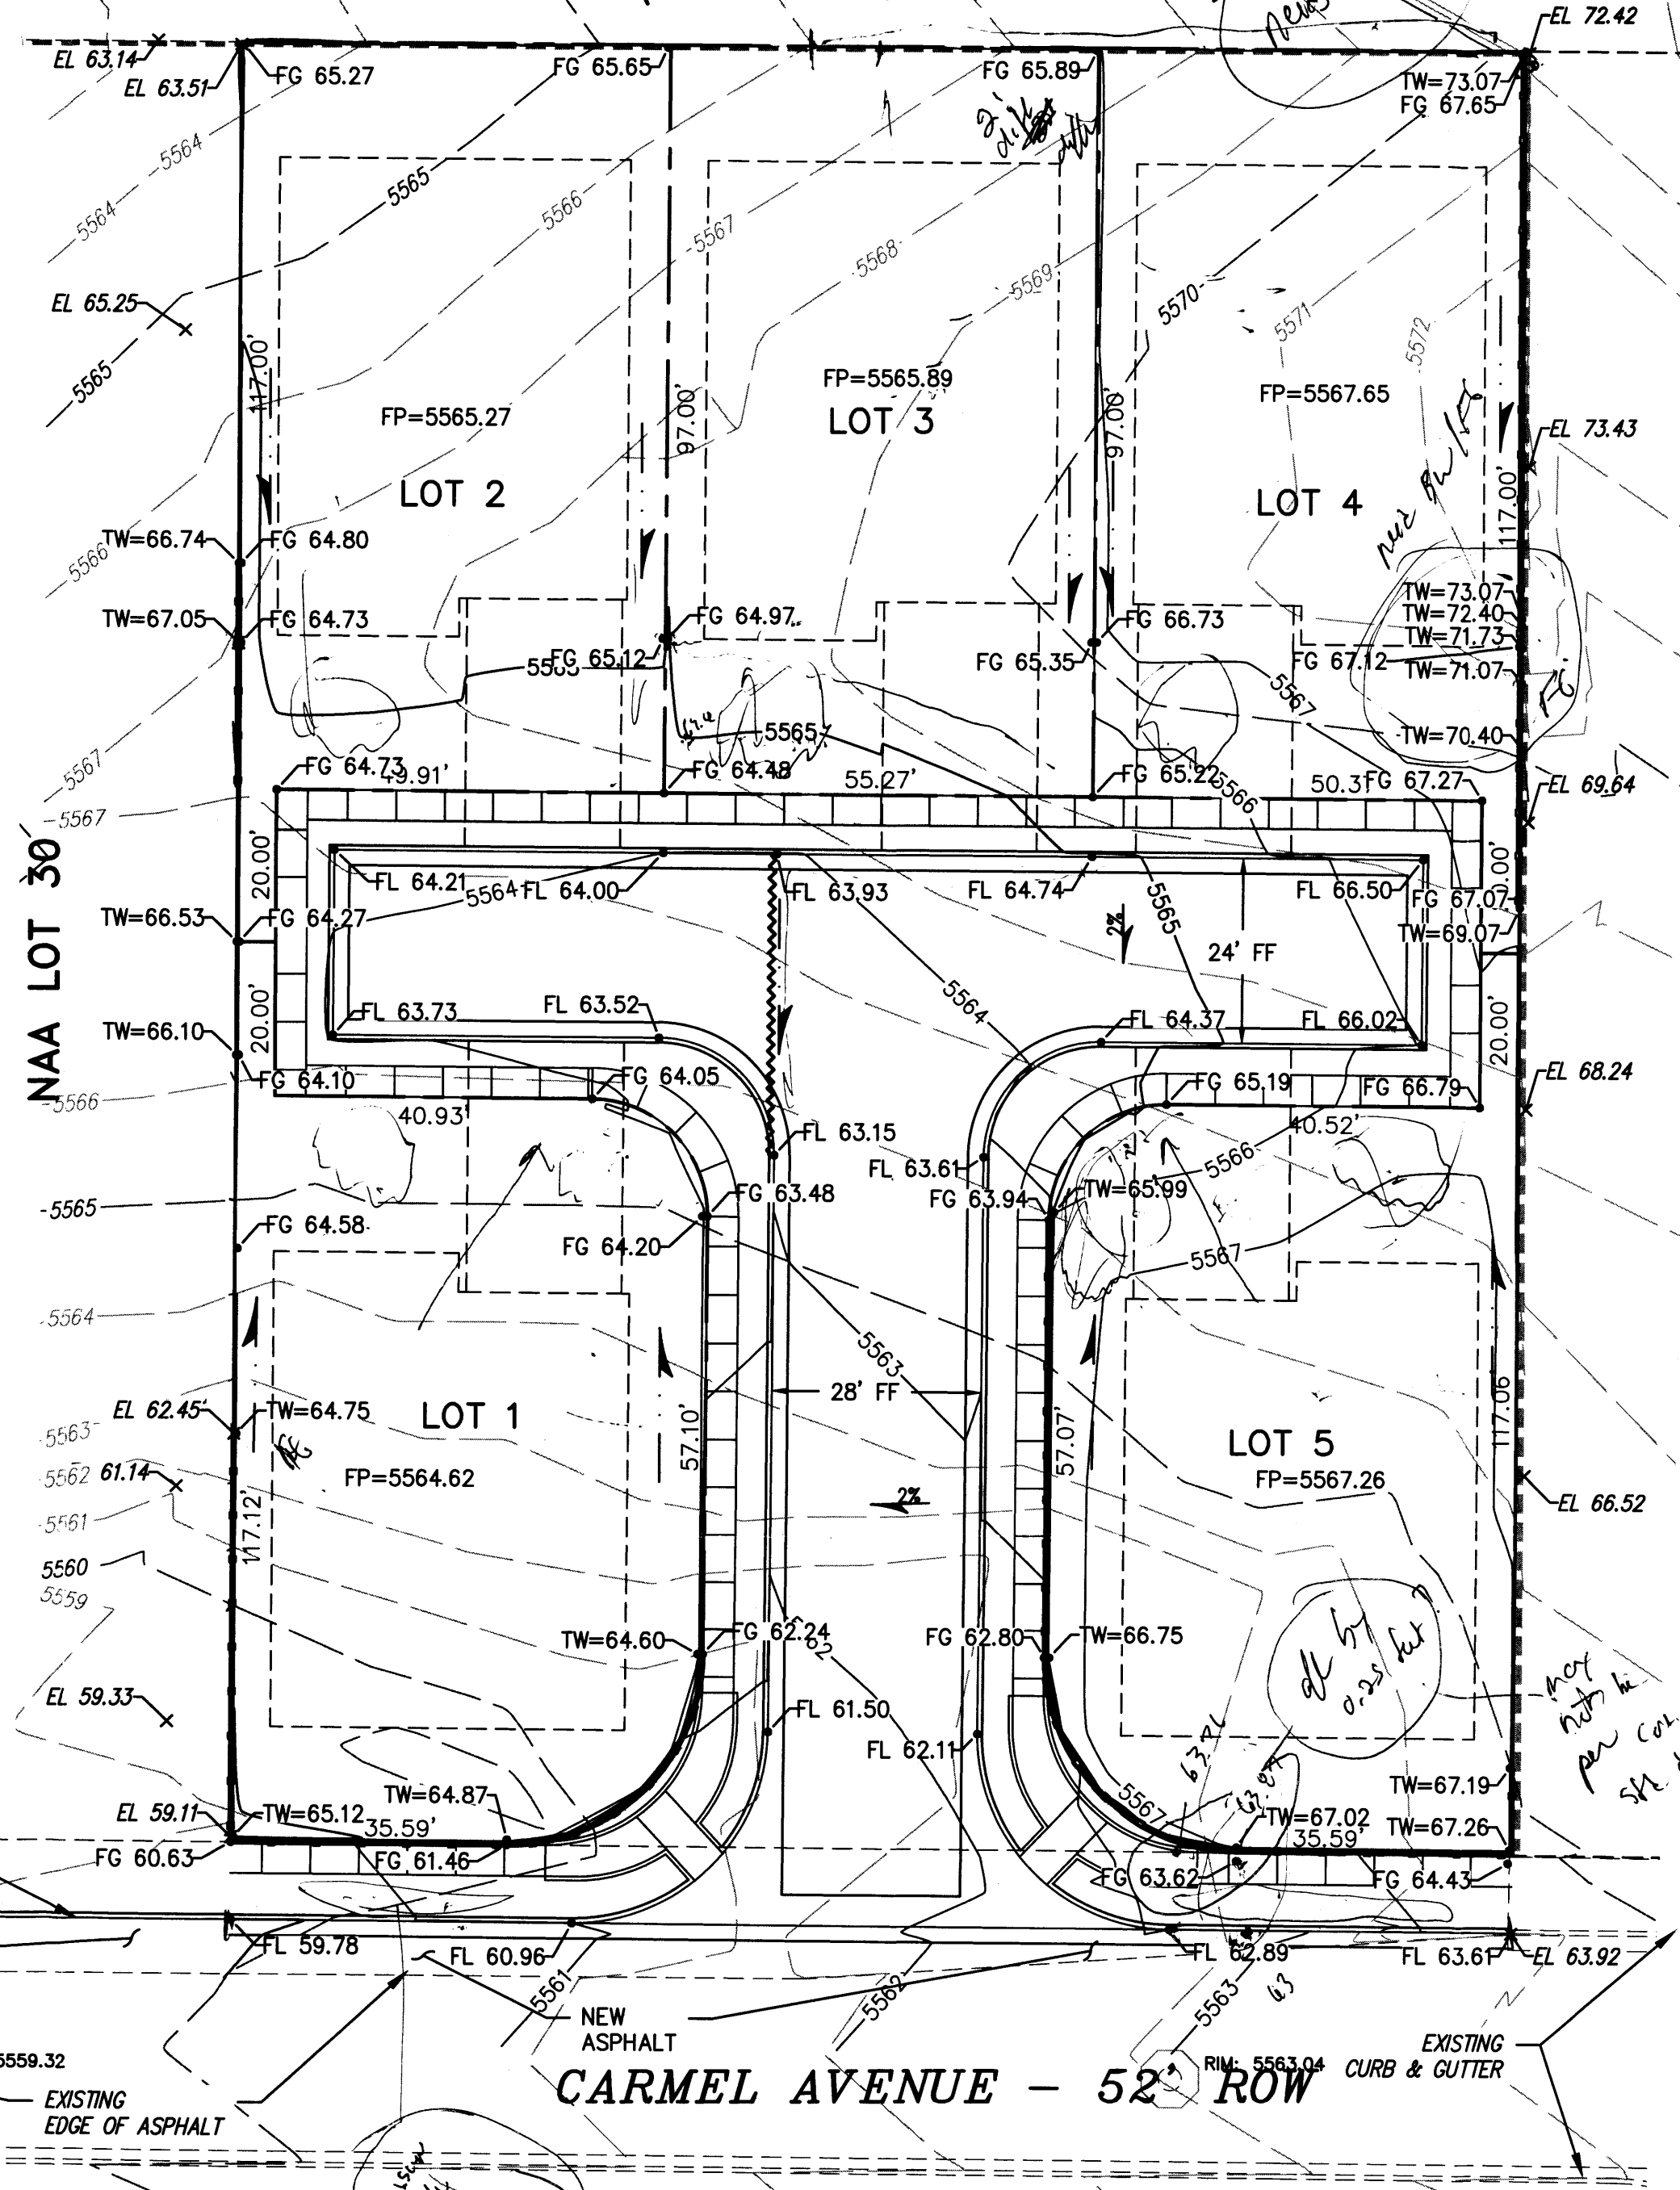 EL 72.42
EL 63.14
EL 63.51
FG 65.27
FG 65.65
FG 65.89
TW=73.07
FG 67.65
2'
5564
5565
5564
5566
5567
5568
5569
5570
5571
5572
EL 65.25
5565
117.00'
97.00'
97.00'
117.00'
FP=5565.27
LOT 2
FP=5565.89
LOT 3
FP=5567.65
LOT 4
EL 73.43
TW=66.74
FG 64.80
5566
TW=67.05
FG 64.73
FG 64.97
FG 65.12
FG 66.73
FG 65.35
TW=73.07
TW=72.40
TW=71.73
FG 67.12
TW=71.07
TW=70.40
5565
5567
5567
FG 64.73
49.91'
FG 64.48
55.27'
FG 65.22
5566
50.31'
FG 67.27
EL 69.64
-5567
NAA LOT 30
20.00'
FL 64.21
5564
FL 64.00
FL 63.93
FL 64.74
FL 66.50
FG 67.07
TW=69.07
TW=66.53
FG 64.27
2%
5565
24' FF
5564
20.00'
20.00'
FL 63.73
FL 63.52
FL 64.37
FL 66.02
TW=66.10
FG 64.10
FG 64.05
FG 65.19
FG 66.79
EL 68.24
-5566
40.93'
40.52'
FL 63.15
FL 63.61
5566
-5565
FG 63.48
FG 63.94
TW=65.99
FG 64.58
FG 64.20
5567
-5564
5563
28' FF
EL 62.45
TW=64.75
LOT 1
FP=5564.62
57.10'
57.07'
LOT 5
FP=5567.26
117.06
5563
5562
61.14
2%
EL 66.52
5561
117.12'
5560
5559
TW=64.60
FG 62.24
FG 62.80
TW=66.75
0.25
EL 59.33
FL 61.50
FL 62.11
may
per
TW=67.19
5567
TW=64.87
EL 59.11
TW=65.12
35.59'
TW=67.02
35.59'
TW=67.26
FG 60.63
FG 61.46
FG 63.62
FG 64.43
FL 59.78
FL 60.96
FL 62.89
FL 63.61
EL 63.92
5561
5562
5563
63
NEW
ASPHALT
5559.32
EXISTING
EDGE OF ASPHALT
CARMEL AVENUE - 52' ROW
RIM: 5563.04
EXISTING
CURB & GUTTER